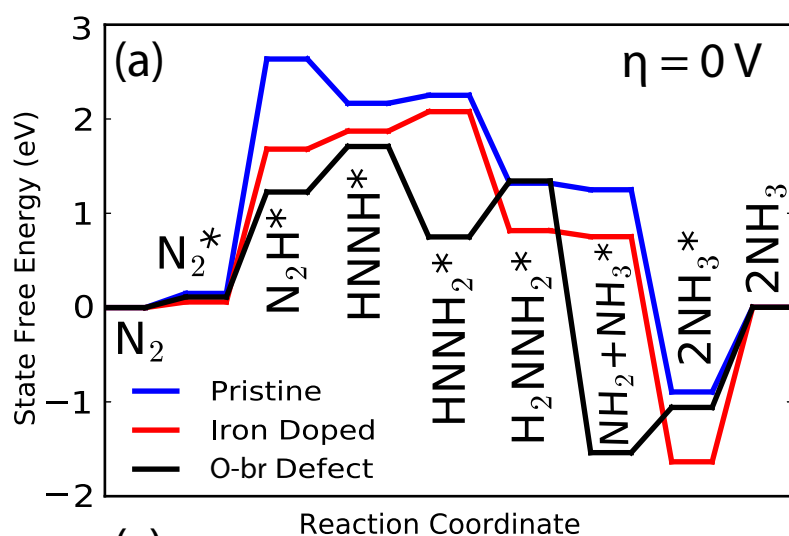 (a)
η = 0 V
State Free Energy (eV)
3
2
1
0
−1
−2
N₂
N₂*
N₂H*
HNNH*
HNNH₂*
H₂NNH₂*
NH₂+NH₃*
2NH₃*
2NH₃
Pristine
Iron Doped
O-br Defect
Reaction Coordinate